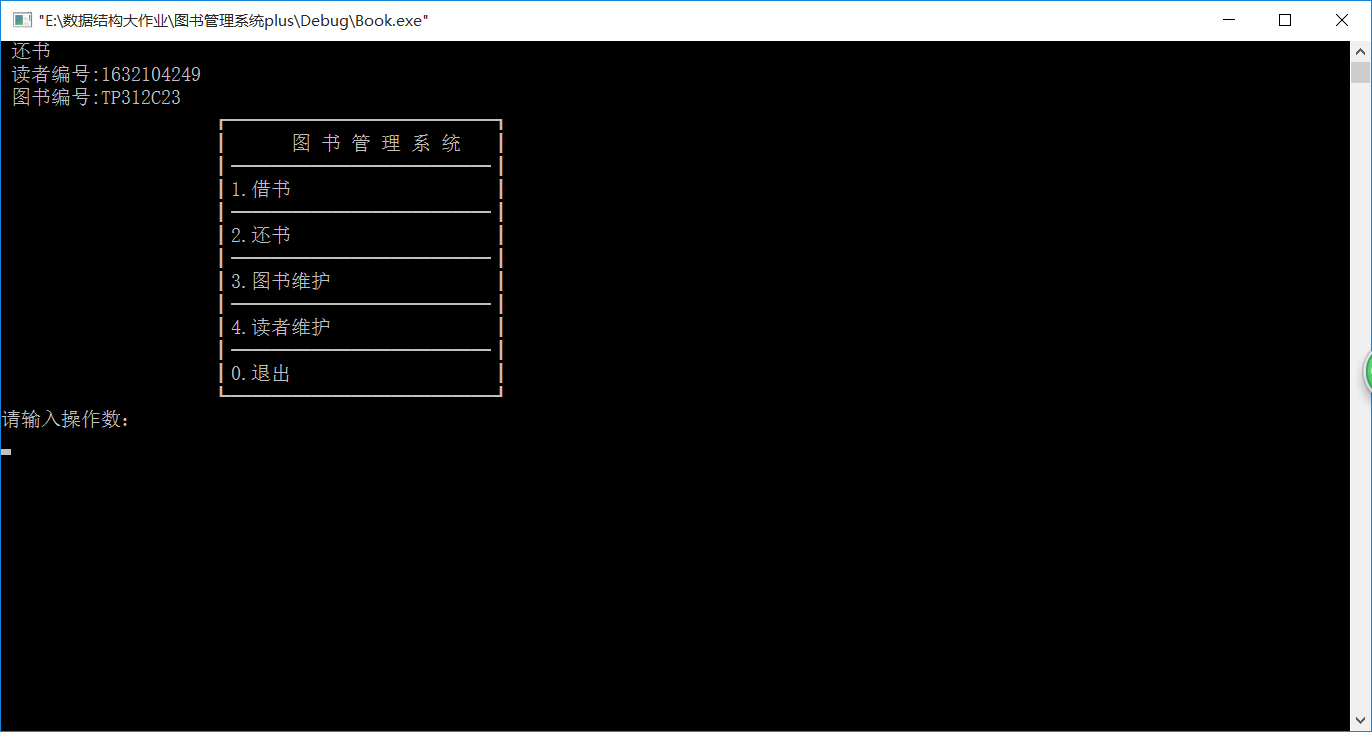 "E:\数据结构大作业\图书管理系统plus\Debug\Book.exe"
还书
读者编号:1632104249
图书编号:TP312C23
图 书 管 理 系 统
1.借书
2.还书
3.图书维护
4.读者维护
0.退出
请输入操作数: